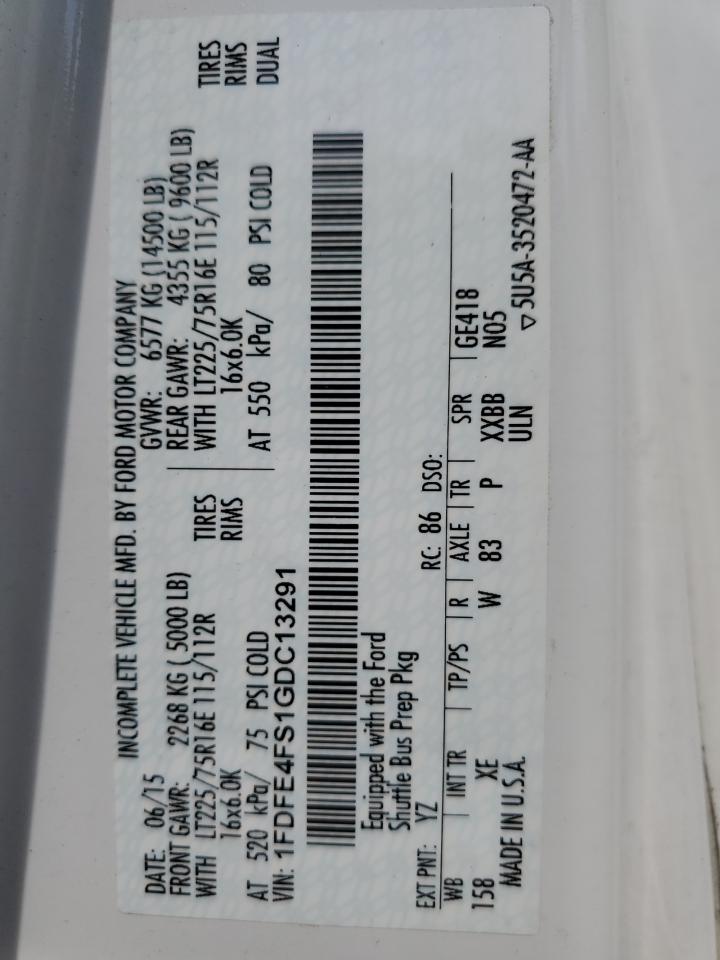 INCOMPLETE VEHICLE MFD. BY FORD MOTOR COMPANY
DATE: 06/15 GVWR: 6577 KG (14500 LB)
FRONT GAWR: 2268 KG ( 5000 LB) REAR GAWR: 4355 KG ( 9600 LB)
WITH LT225/75R16E 115/112R TIRES WITH LT225/75R16E 115/112R TIRES
16x6.0K RIMS 16x6.0K RIMS
AT 520 kPa/ 75 PSI COLD AT 550 kPa/ 80 PSI COLD DUAL
VIN: 1FDFE4FS1GDC13291
Equipped with the Ford
Shuttle Bus Prep Pkg
EXT PNT: YZ RC: 86 DSO:
WB INT TR TP/PS R AXLE TR SPR GE418
158 XE W 83 P XXBB N05
MADE IN U.S.A. ULN ▽ 5U5A-3520472-AA